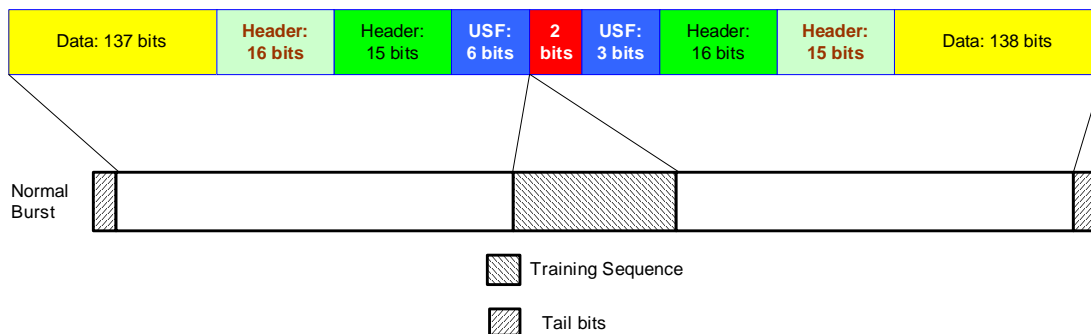 Data: 137 bits
Header:
16 bits
Header:
15 bits
USF:
6 bits
2
bits
USF:
3 bits
Header:
16 bits
Header:
15 bits
Data: 138 bits
Normal
Burst
Training Sequence
Tail bits